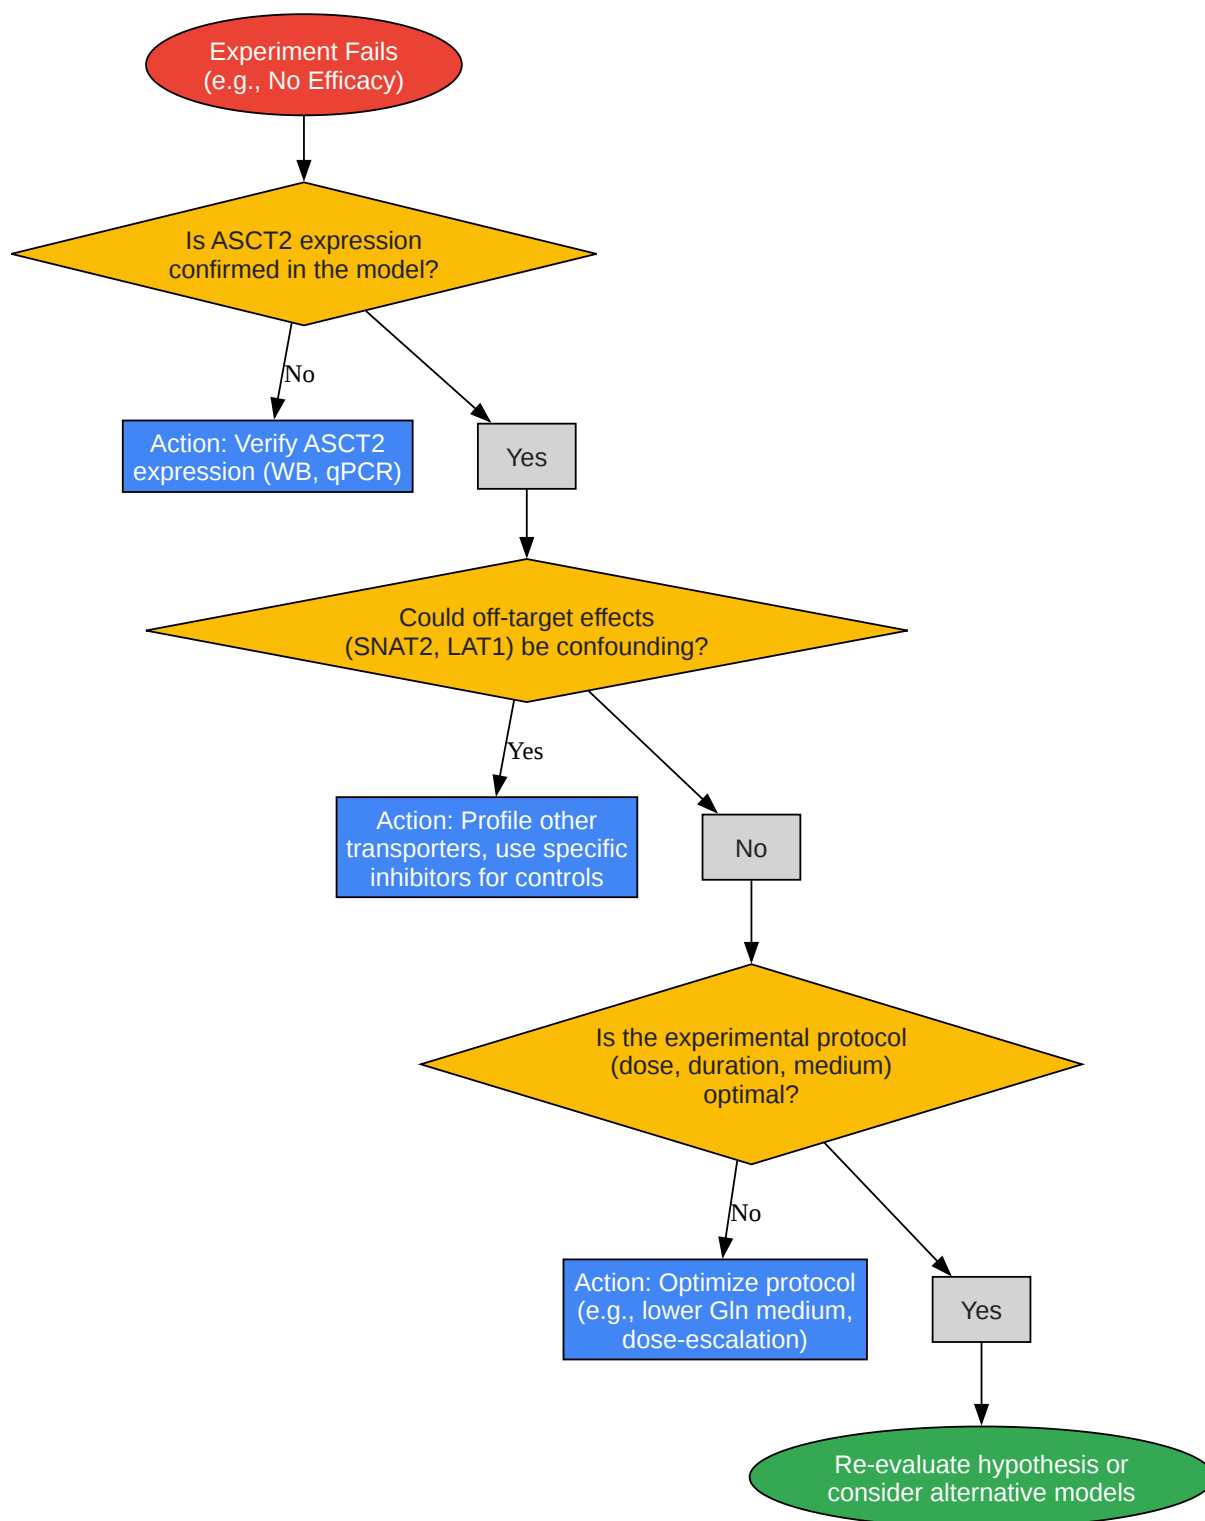 Experiment Fails
(e.g., No Efficacy)
Is ASCT2 expression
confirmed in the model?
No
Action: Verify ASCT2
expression (WB, qPCR)
Yes
Could off-target effects
(SNAT2, LAT1) be confounding?
Yes
Action: Profile other
transporters, use specific
inhibitors for controls
No
Is the experimental protocol
(dose, duration, medium)
optimal?
No
Action: Optimize protocol
(e.g., lower Gln medium,
dose-escalation)
Yes
Re-evaluate hypothesis or
consider alternative models